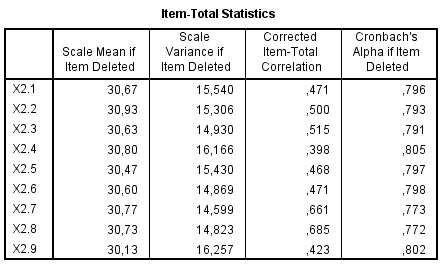 Item-Total Statistics
Scale Mean if Item Deleted | Scale Variance if Item Deleted | Corrected Item-Total Correlation | Cronbach's Alpha if Item Deleted
X2.1 30,67 15,540 ,471 ,796
X2.2 30,93 15,306 ,500 ,793
X2.3 30,63 14,930 ,515 ,791
X2.4 30,80 16,166 ,398 ,805
X2.5 30,47 15,430 ,468 ,797
X2.6 30,60 14,869 ,471 ,798
X2.7 30,77 14,599 ,661 ,773
X2.8 30,73 14,823 ,685 ,772
X2.9 30,13 16,257 ,423 ,802